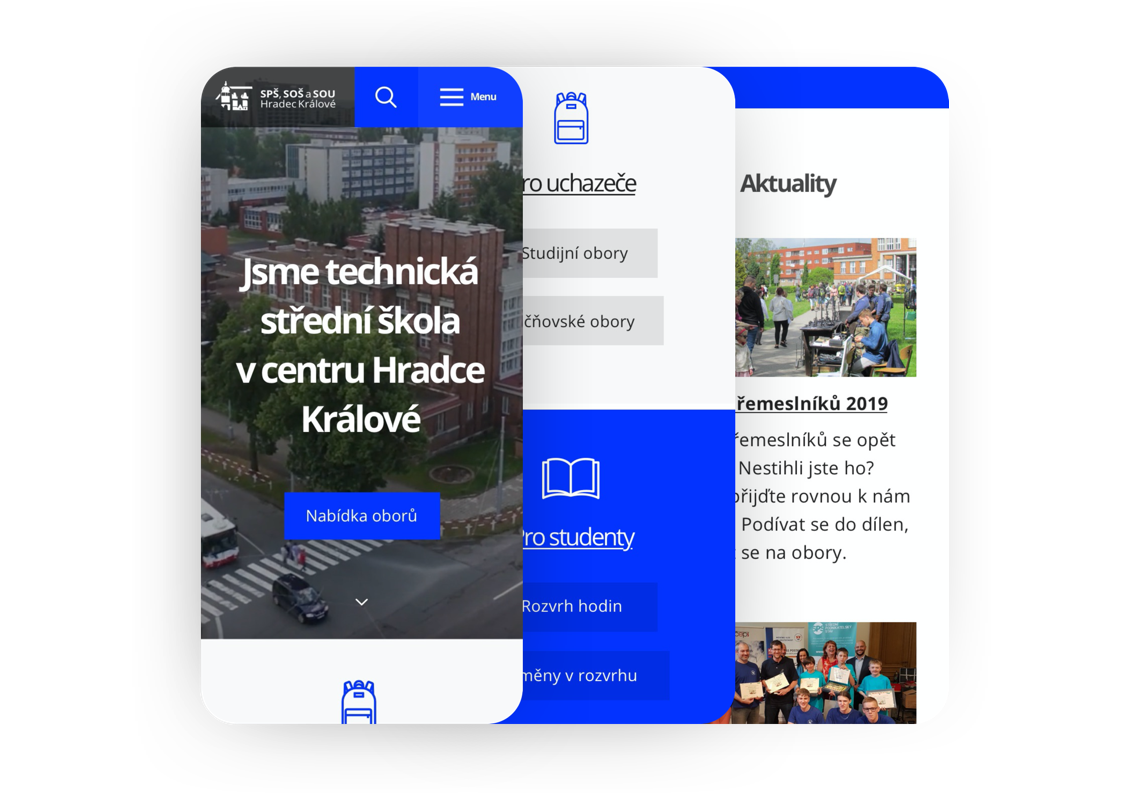 SPŠ, SOŠ a SOU
Hradec Králové
Menu
Jsme technická
střední škola
v centru Hradce
Králové
Nabídka oborů
ro uchazeče
Studijní obory
čňovské obory
Pro studenty
Rozvrh hodin
měny v rozvrhu
Aktuality
řemeslníků 2019
řemeslníků se opět
Nestihli jste ho?
přijďte rovnou k nám
Podívat se do dílen,
se na obory.